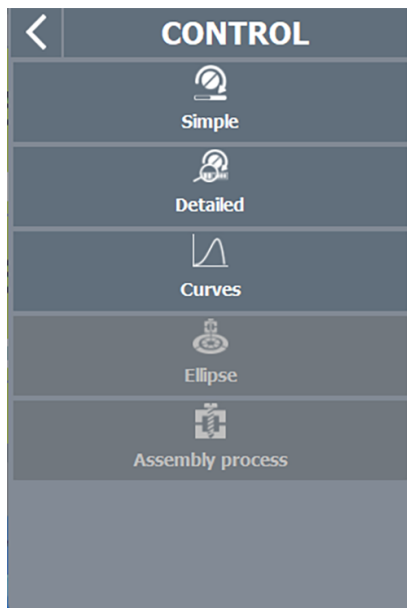 CONTROL
Simple
Detailed
Curves
Ellipse
Assembly process